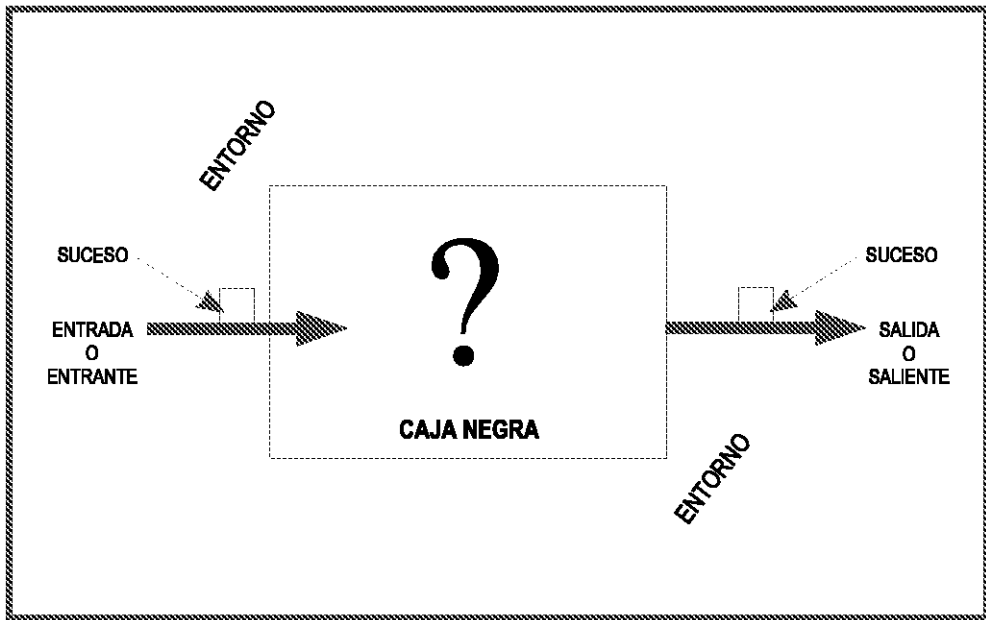 ENTORNO
SUCESO
SUCESO
?
ENTRADA
O
ENTRANTE
SALIDA
O
SALIENTE
CAJA NEGRA
ENTORNO